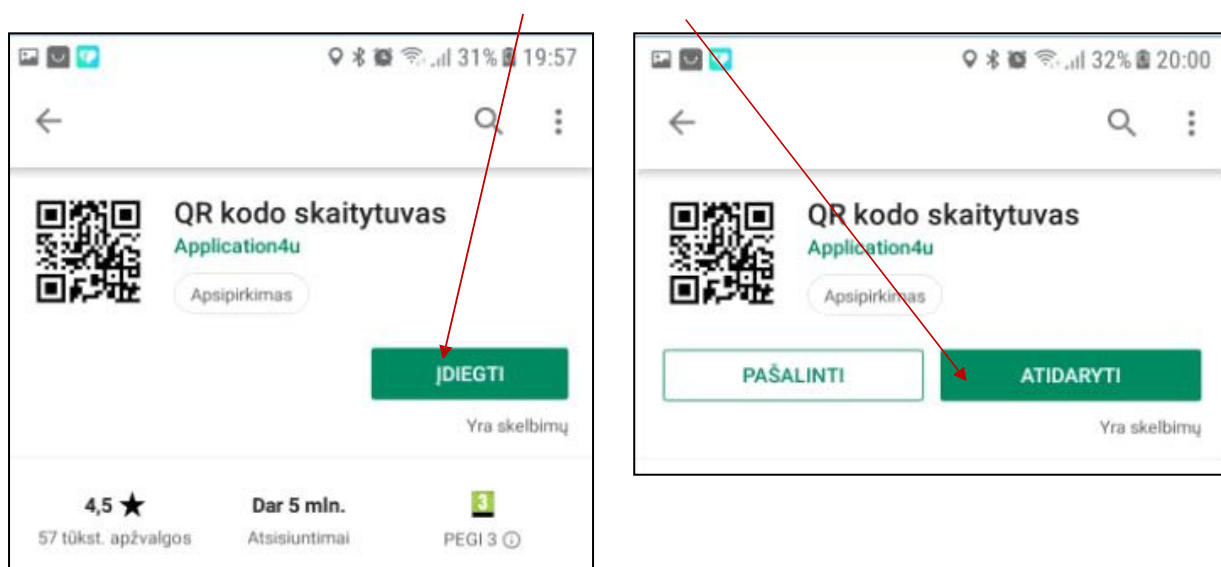 31% 19:57
QR kodo skaitytuvas
Application4u
Apsipirkimas
ĮDIEGTI
Yra skelbimų
4,5 ★ Dar 5 mln. 3
57 tūkst. apžvalgos Atsisiuntimai PEGI 3
32% 20:00
QR kodo skaitytuvas
Application4u
Apsipirkimas
PAŠALINTI ATIDARYTI
Yra skelbimų